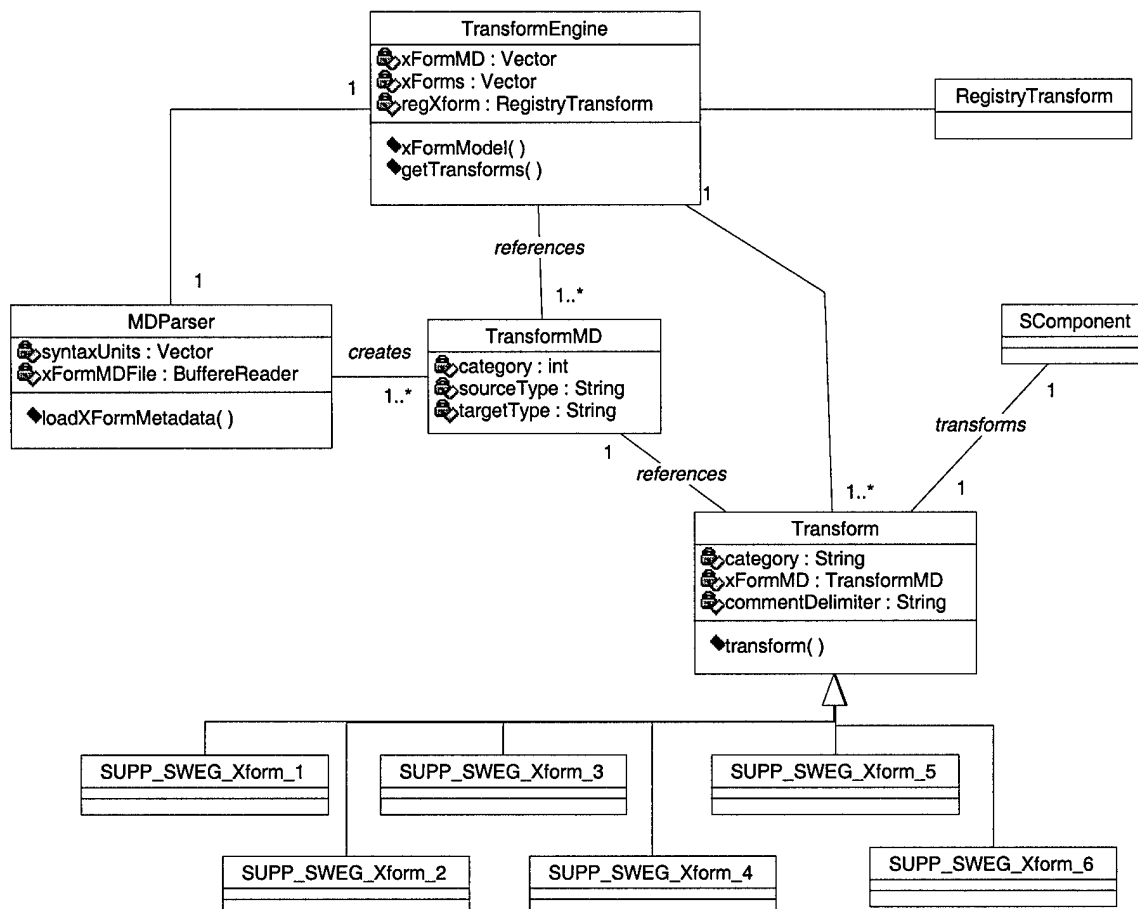 TransformEngine
xFormMD : Vector
xForms : Vector
regXform : RegistryTransform
xFormModel( )
getTransforms( )
RegistryTransform
1
1
references
1
1..*
MDParser
syntaxUnits : Vector
xFormMDFile : BuffereReader
loadXFormMetadata( )
creates
1..*
TransformMD
category : int
sourceType : String
targetType : String
SComponent
1
transforms
1
references
1..*
1
Transform
category : String
xFormMD : TransformMD
commentDelimiter : String
transform( )
SUPP_SWEG_Xform_1
SUPP_SWEG_Xform_3
SUPP_SWEG_Xform_5
SUPP_SWEG_Xform_2
SUPP_SWEG_Xform_4
SUPP_SWEG_Xform_6